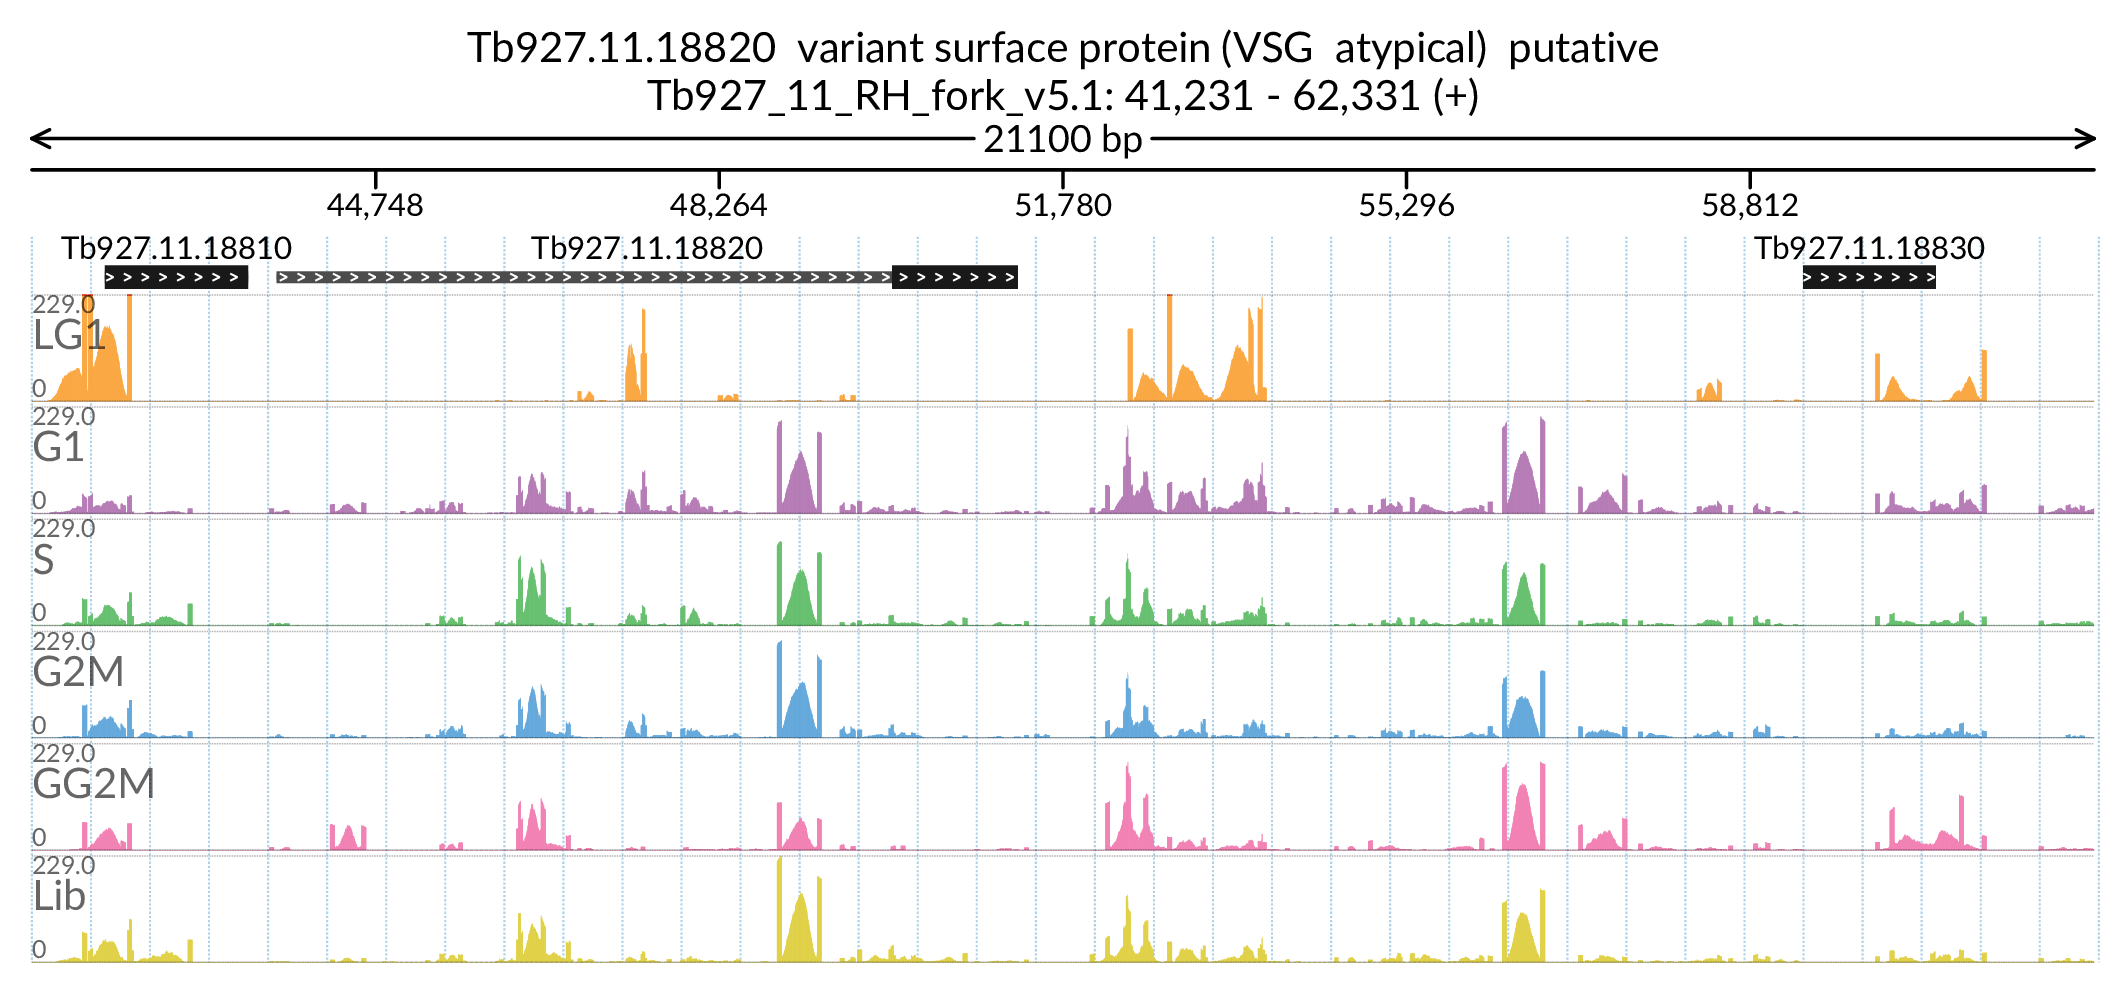 Tb927.11.18820 variant surface protein (VSG atypical) putative
Tb927_11_RH_fork_v5.1: 41,231 - 62,331 (+)
21100 bp
44,748 48,264 51,780 55,296 58,812
Tb927.11.18810 Tb927.11.18820 Tb927.11.18830
229.0
LG1
0
229.0
G1
0
229.0
S
0
229.0
G2M
0
229.0
GG2M
0
229.0
Lib
0